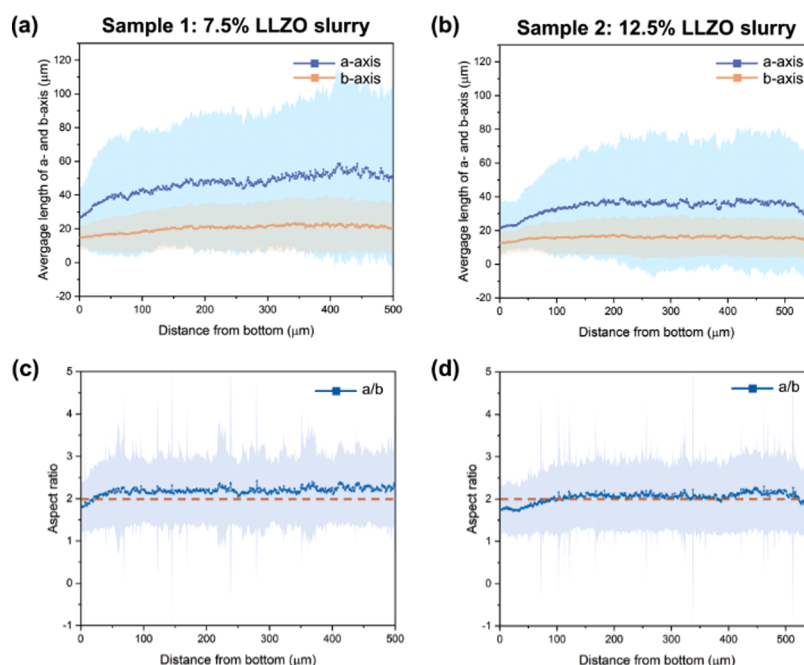 (a) Sample 1: 7.5% LLZO slurry
(b) Sample 2: 12.5% LLZO slurry
Avergage length of a- and b-axis (μm)
120
100
80
60
40
20
0
-20
a-axis
b-axis
0 100 200 300 400 500
Distance from bottom (μm)
Avergage length of a- and b-axis (μm)
120
100
80
60
40
20
0
-20
a-axis
b-axis
0 100 200 300 400 500
Distance from bottom (μm)
(c)
Aspect ratio
5
4
3
2
1
0
-1
a/b
0 100 200 300 400 500
Distance from bottom (μm)
(d)
Aspect ratio
5
4
3
2
1
0
-1
a/b
0 100 200 300 400 500
Distance from bottom (μm)